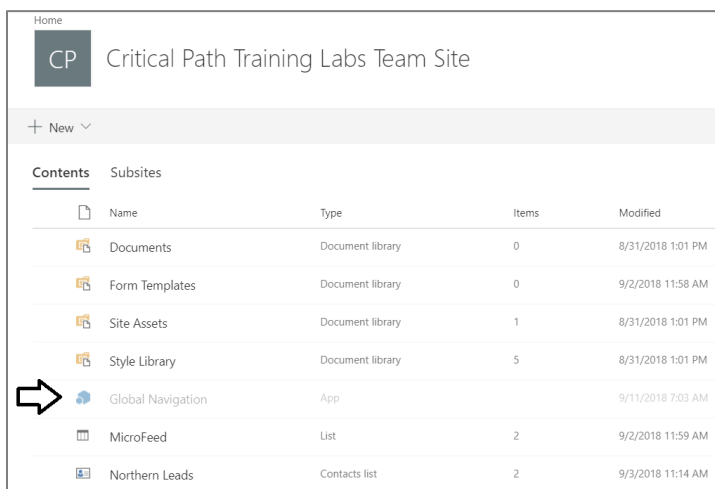 Home
CP Critical Path Training Labs Team Site
+ New
Contents Subsites
Name Type Items Modified
Documents Document library 0 8/31/2018 1:01 PM
Form Templates Document library 0 9/2/2018 11:58 AM
Site Assets Document library 1 8/31/2018 1:01 PM
Style Library Document library 5 8/31/2018 1:01 PM
Global Navigation App 9/11/2018 7:03 AM
MicroFeed List 2 9/2/2018 11:59 AM
Northern Leads Contacts list 2 9/3/2018 11:14 AM